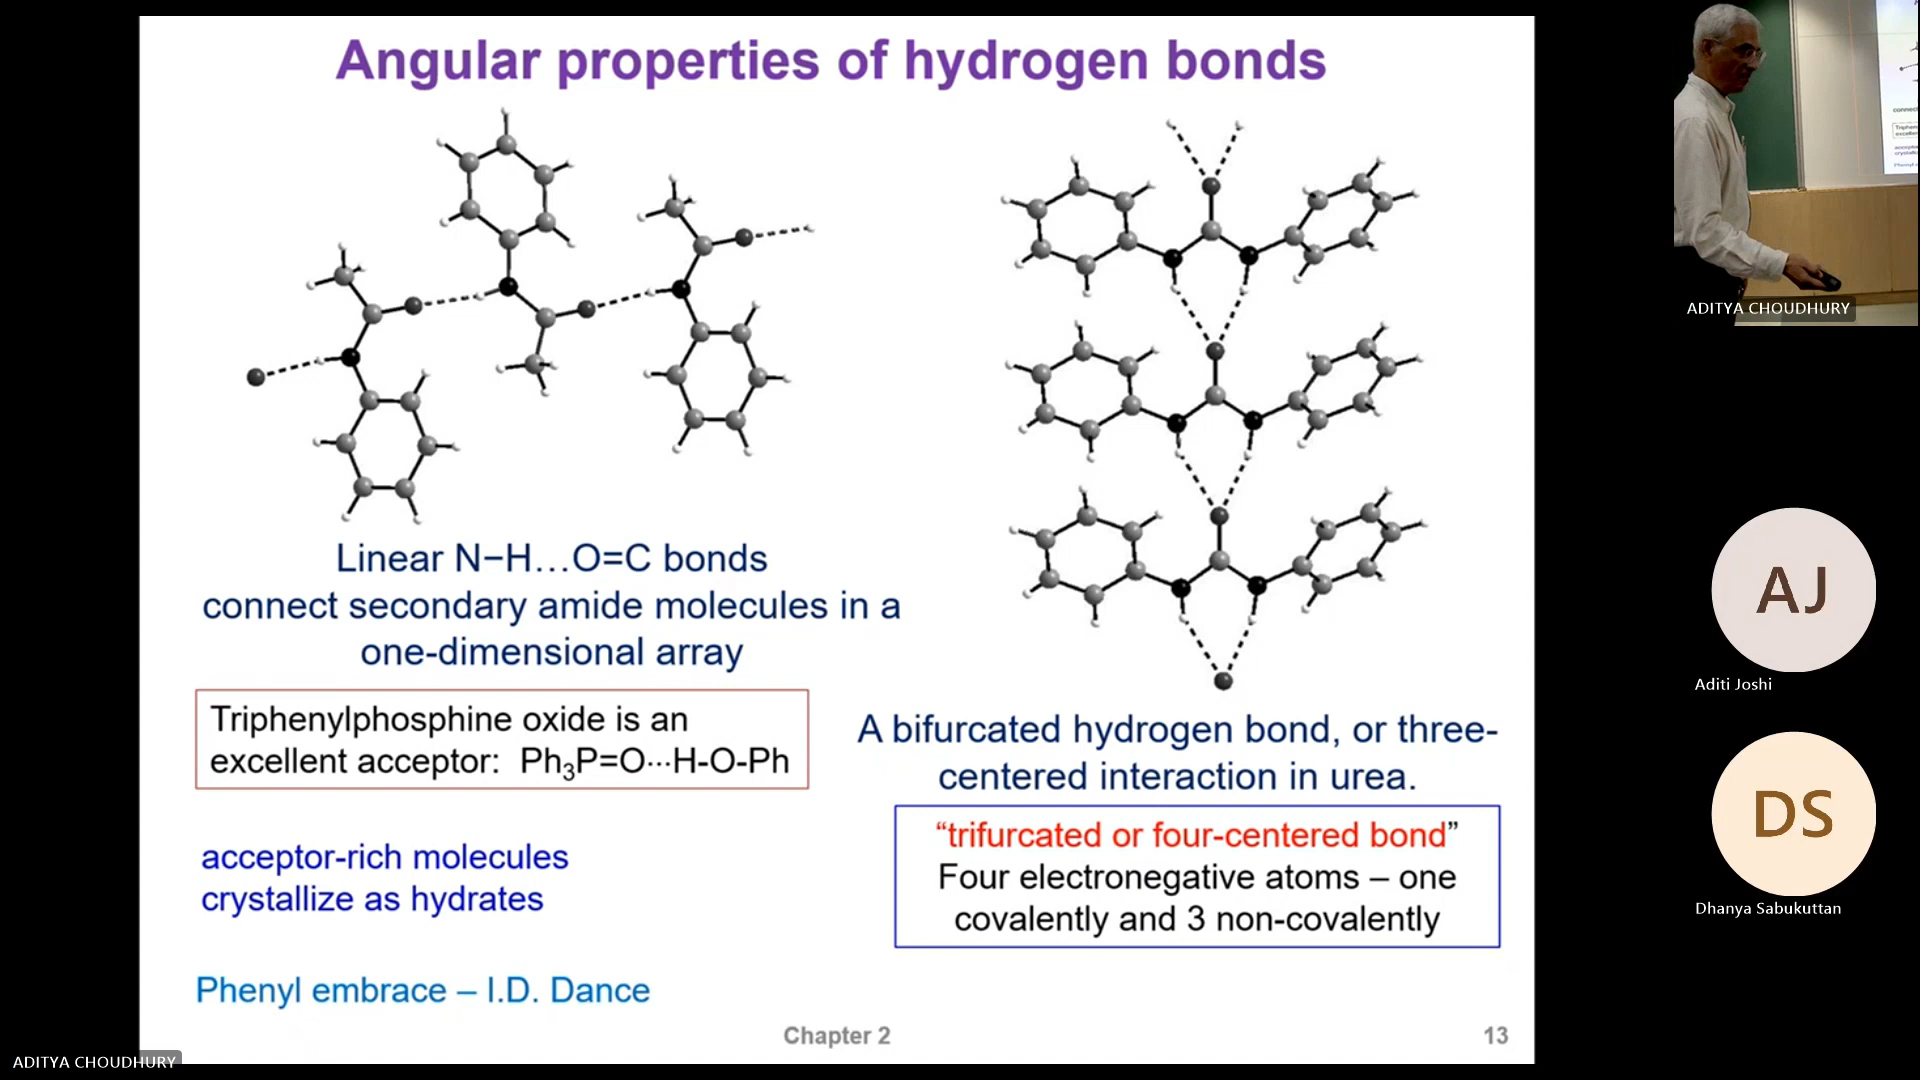 Angular properties of hydrogen bonds
Linear N−H…O=C bonds
connect secondary amide molecules in a
one-dimensional array
Triphenylphosphine oxide is an
excellent acceptor: Ph₃P=O···H-O-Ph
acceptor-rich molecules
crystallize as hydrates
Phenyl embrace – I.D. Dance
A bifurcated hydrogen bond, or three-
centered interaction in urea.
“trifurcated or four-centered bond”
Four electronegative atoms – one
covalently and 3 non-covalently
Chapter 2
13
ADITYA CHOUDHURY
AJ
Aditi Joshi
DS
Dhanya Sabukuttan
ADITYA CHOUDHURY